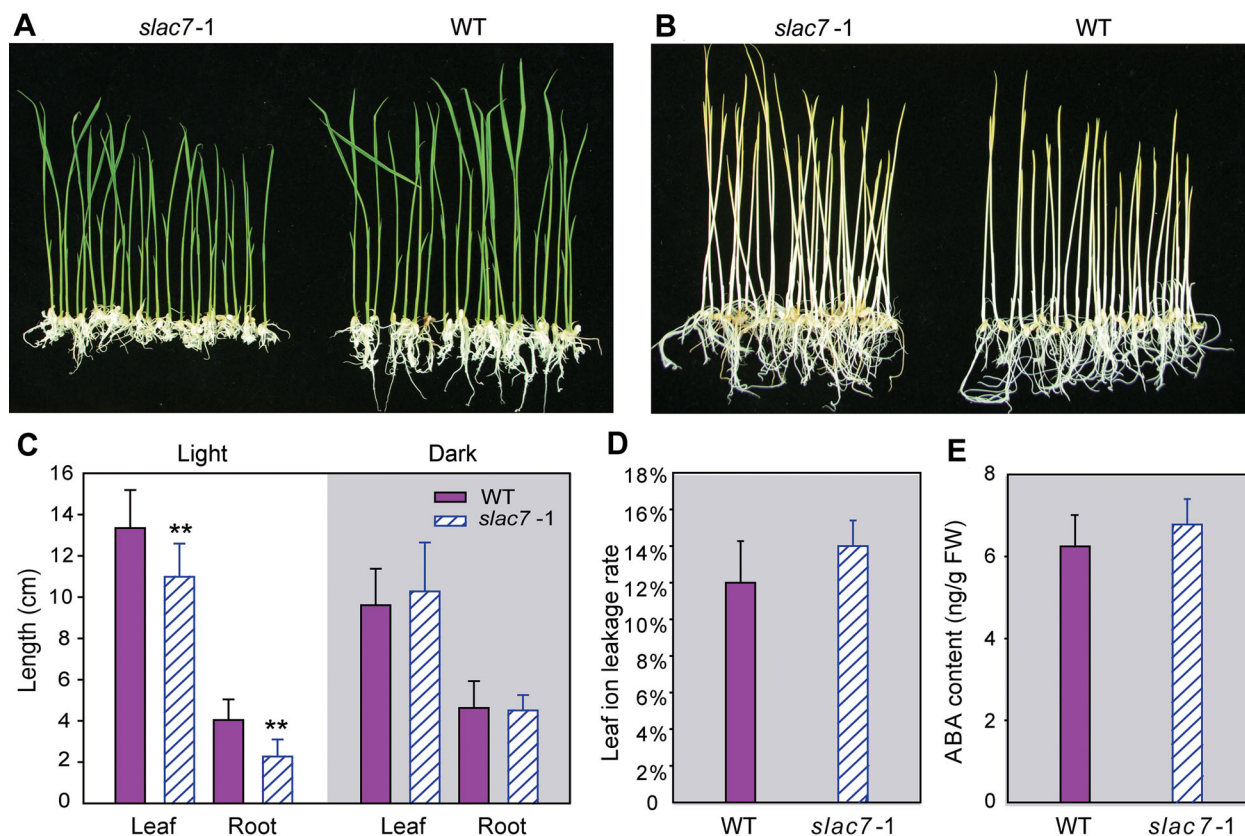 A
slac7-1
WT
B
slac7 -1
WT
C
Light
Dark
Length (cm)
16
14
12
10
8
6
4
2
0
**
**
WT
slac7 -1
Leaf
Root
Leaf
Root
D
Leaf ion leakage rate
18%
16%
14%
12%
10%
8%
6%
4%
2%
0
WT
slac7-1
E
ABA content (ng/g FW)
8
6
4
2
0
WT
slac7-1